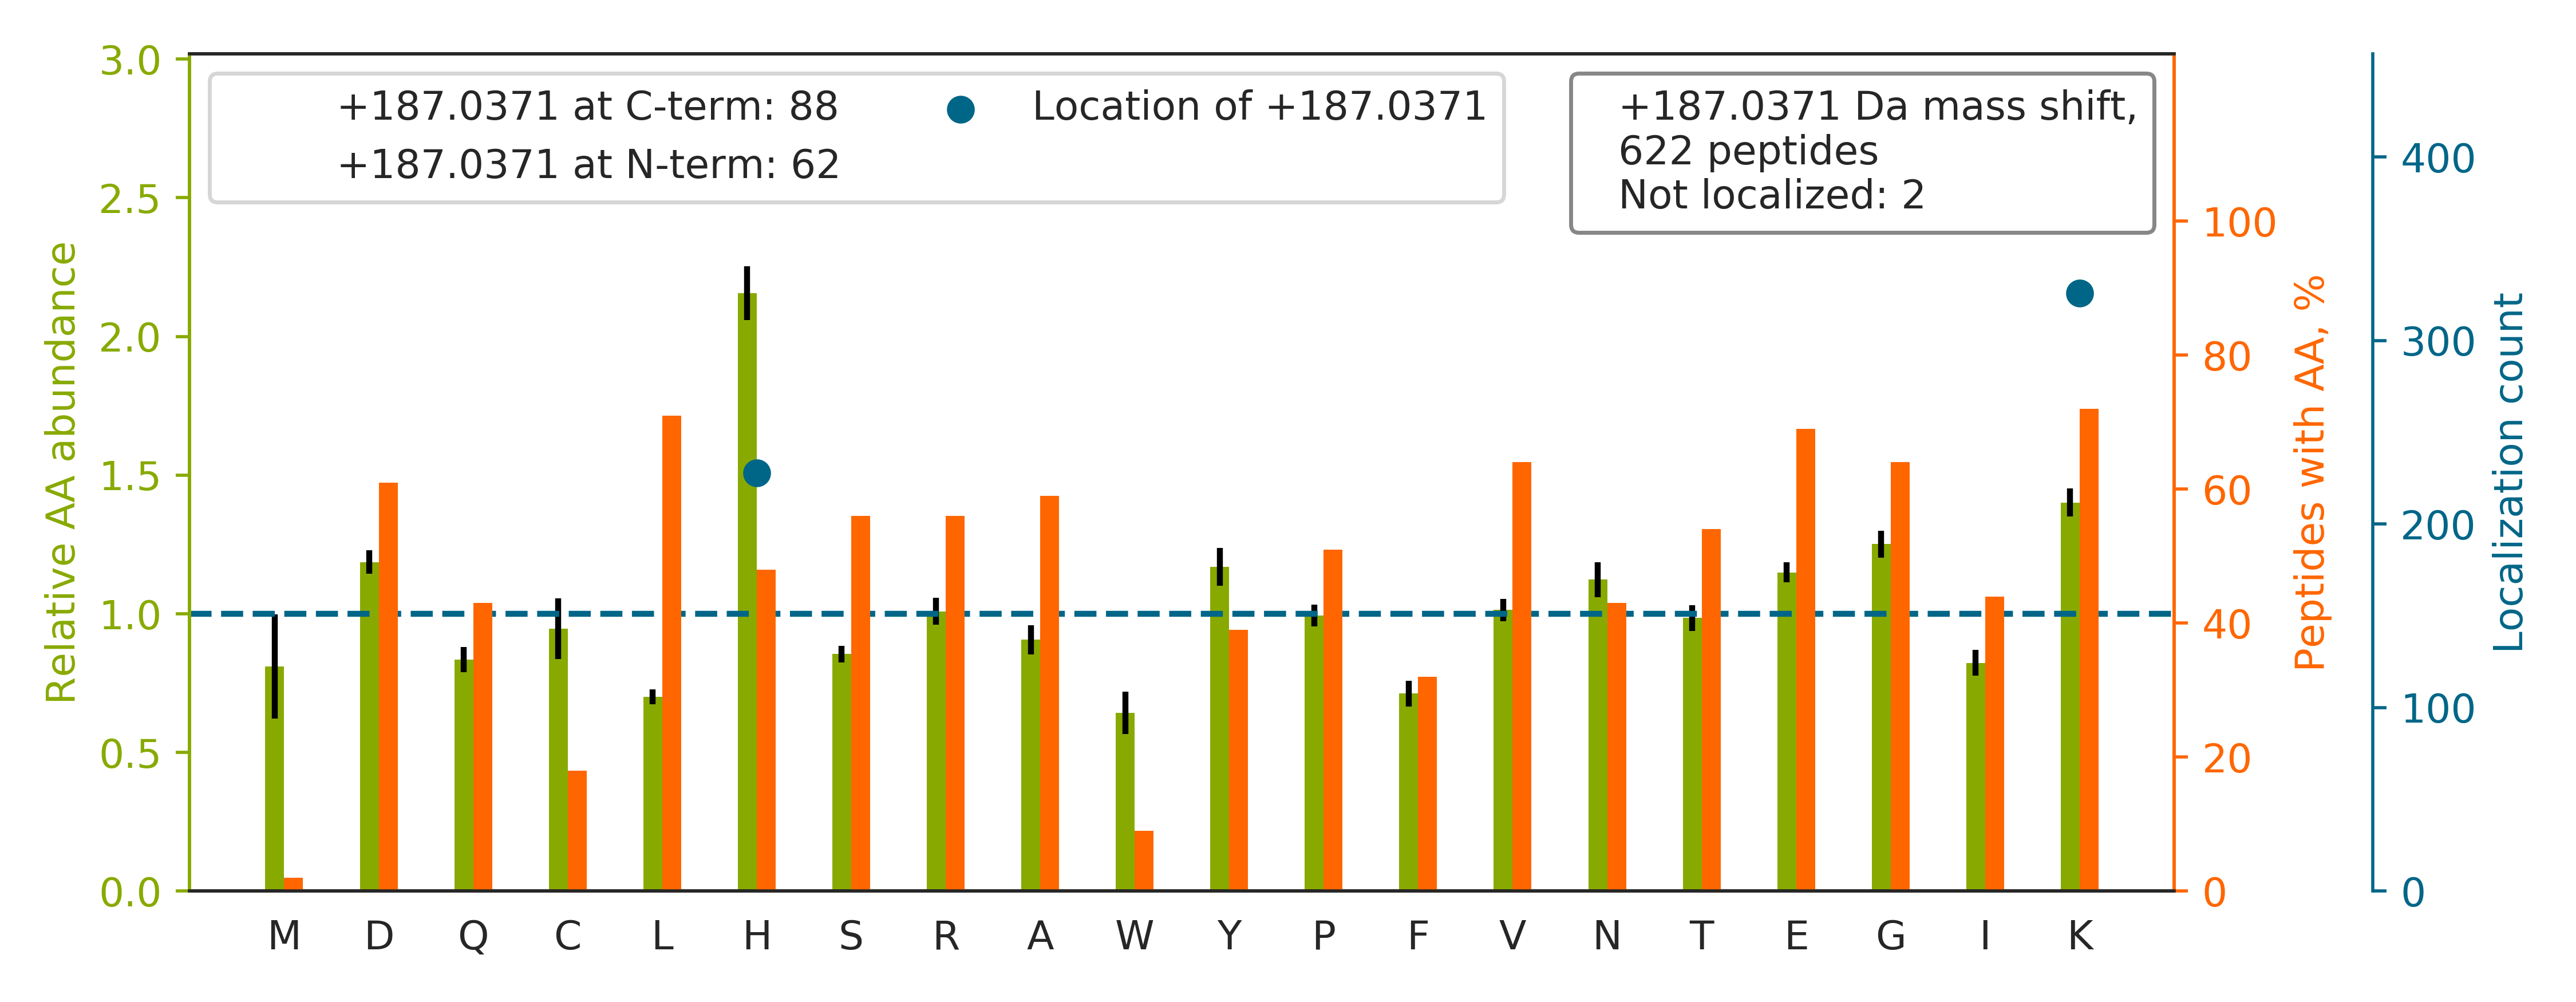 +187.0371 at C-term: 88
+187.0371 at N-term: 62
Location of +187.0371
+187.0371 Da mass shift,
622 peptides
Not localized: 2
Relative AA abundance
3.0
2.5
2.0
1.5
1.0
0.5
0.0
M D Q C L H S R A W Y P F V N T E G I K
100
80
60
40
20
0
Peptides with AA, %
400
300
200
100
0
Localization count